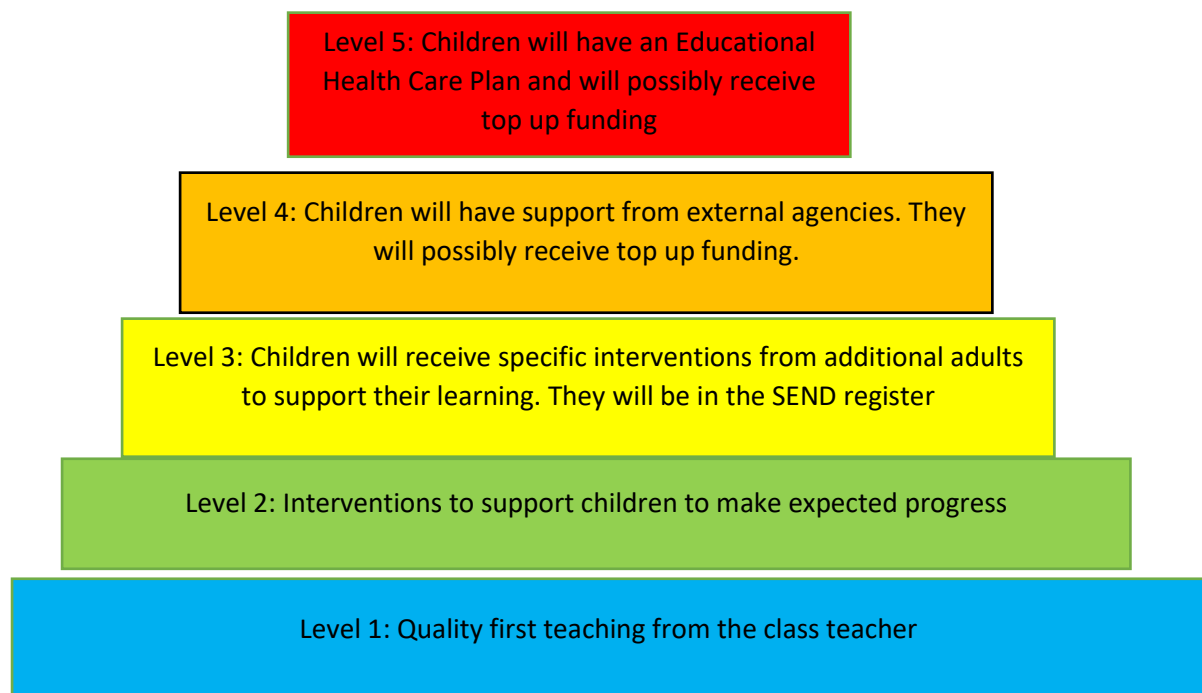 Level 5: Children will have an Educational
Health Care Plan and will possibly receive
top up funding
Level 4: Children will have support from external agencies. They
will possibly receive top up funding.
Level 3: Children will receive specific interventions from additional adults
to support their learning. They will be in the SEND register
Level 2: Interventions to support children to make expected progress
Level 1: Quality first teaching from the class teacher